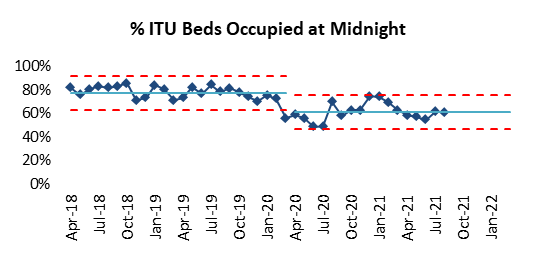 % ITU Beds Occupied at Midnight
100%
80%
60%
40%
20%
0%
Apr-18
Jul-18
Oct-18
Jan-19
Apr-19
Jul-19
Oct-19
Jan-20
Apr-20
Jul-20
Oct-20
Jan-21
Apr-21
Jul-21
Oct-21
Jan-22